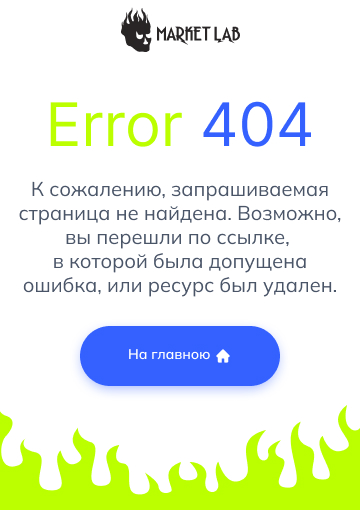 MARKET LAB
Error 404
К сожалению, запрашиваемая
страница не найдена. Возможно,
вы перешли по ссылке,
в которой была допущена
ошибка, или ресурс был удален.
На главною